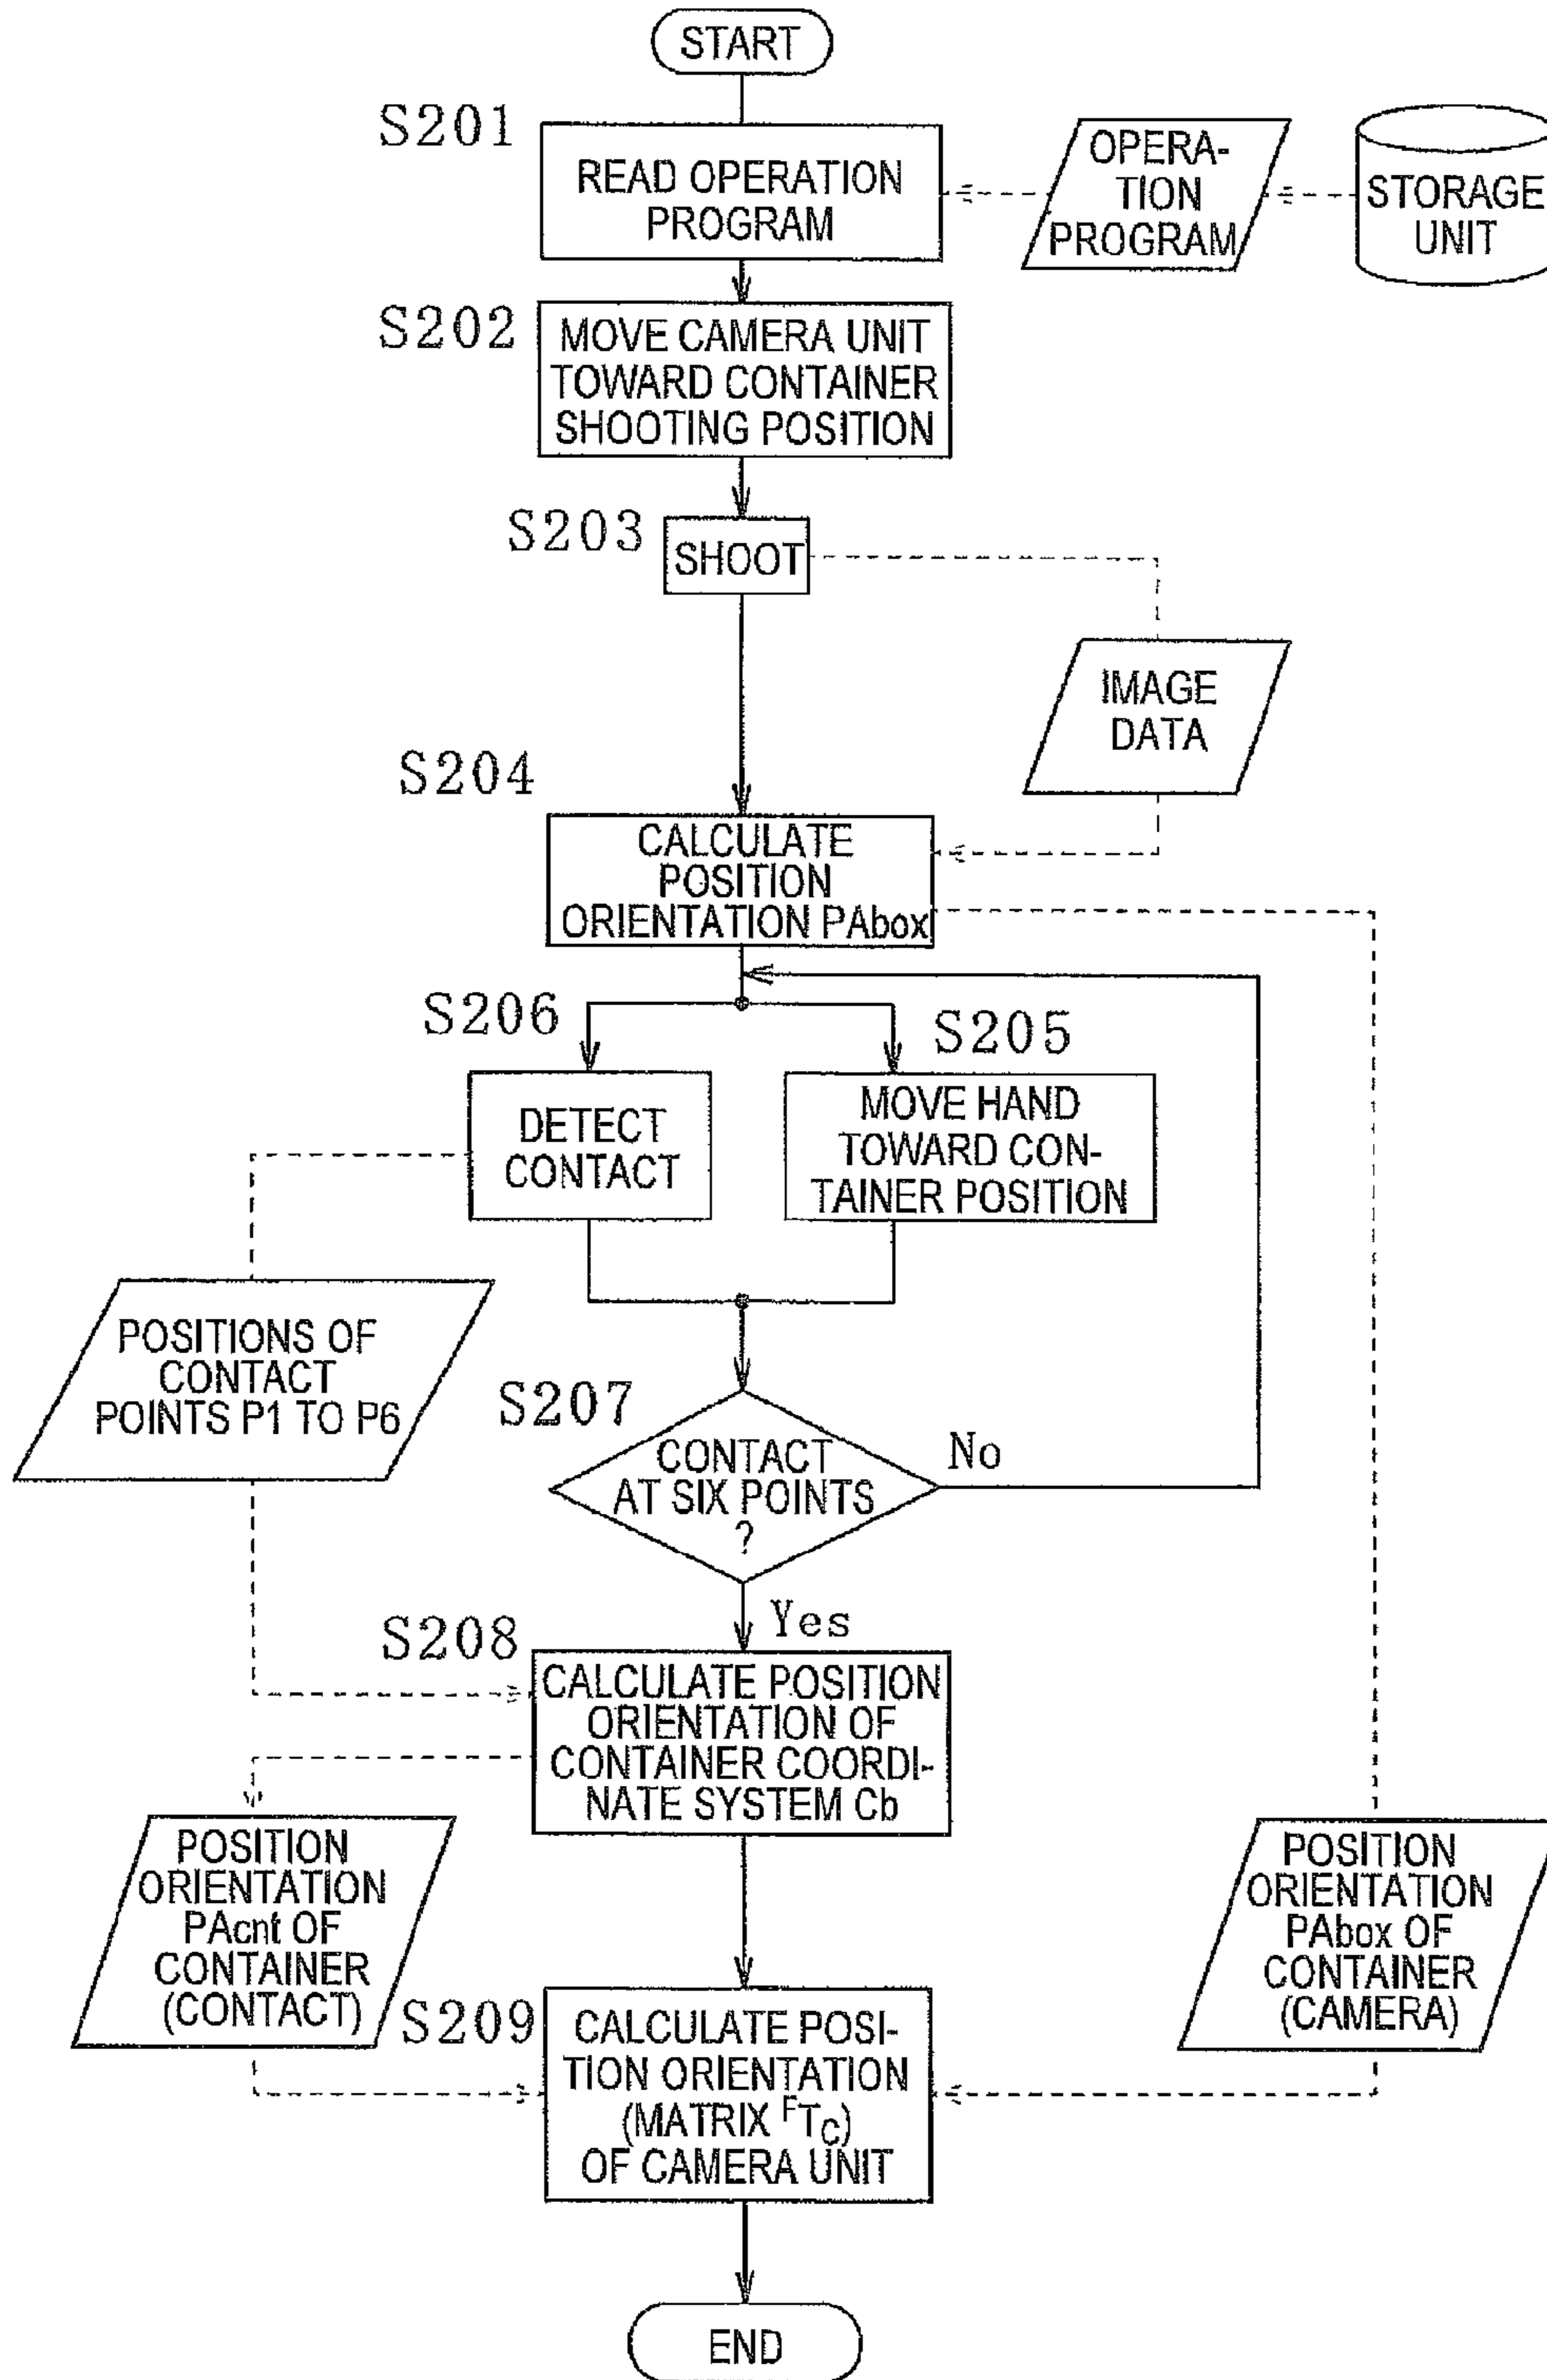 START
S201
READ OPERATION
PROGRAM
OPERA-
TION
PROGRAM
STORAGE
UNIT
S202
MOVE CAMERA UNIT
TOWARD CONTAINER
SHOOTING POSITION
S203
SHOOT
IMAGE
DATA
S204
CALCULATE
POSITION
ORIENTATION PAbox
S206
S205
DETECT
CONTACT
MOVE HAND
TOWARD CON-
TAINER POSITION
POSITIONS OF
CONTACT
POINTS P1 TO P6
S207
CONTACT
AT SIX POINTS
?
No
Yes
S208
CALCULATE POSITION
ORIENTATION OF
CONTAINER COORDI-
NATE SYSTEM Cb
POSITION
ORIENTATION
PAcnt OF
CONTAINER
(CONTACT)
POSITION
ORIENTATION
PAbox OF
CONTAINER
(CAMERA)
S209
CALCULATE POSI-
TION ORIENTATION
(MATRIX ᶠTC)
OF CAMERA UNIT
END